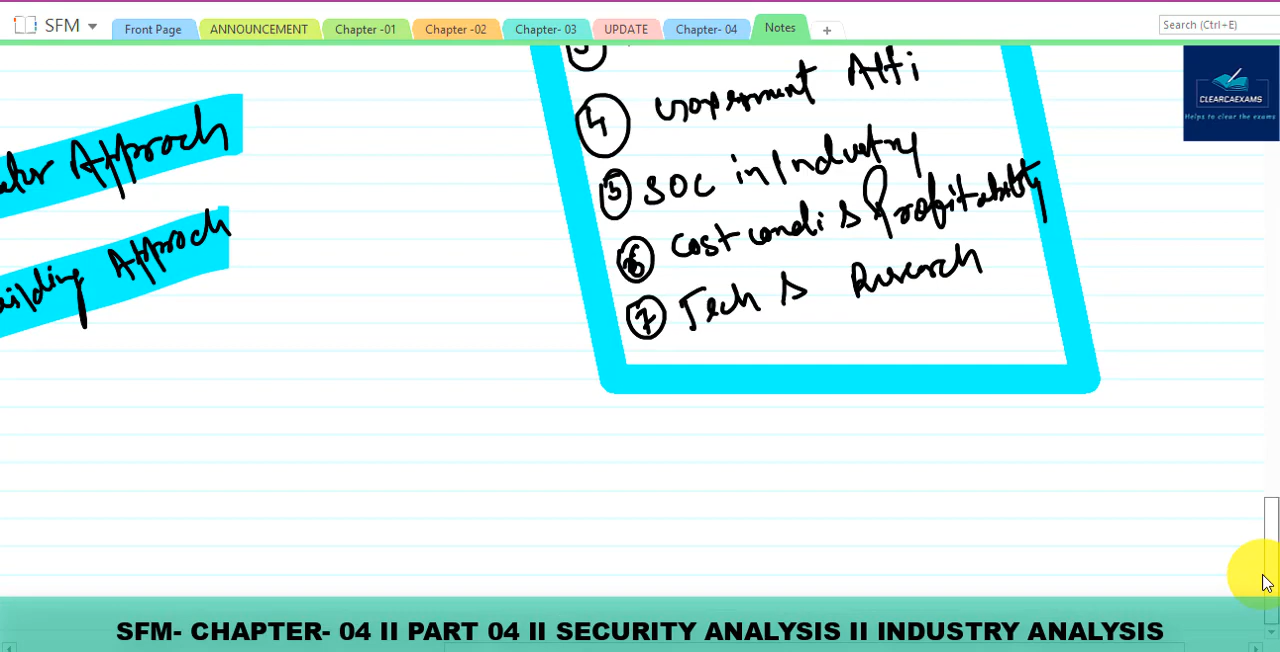 SFM
Front Page
ANNOUNCEMENT
Chapter -01
Chapter -02
Chapter- 03
UPDATE
Chapter- 04
Notes
+
Search (Ctrl+E)
CLEARCAEXAMS
Helps to clear the exams
Approch
Approch
4 Government Atti
5 SOC in Industry
6 Cost condi & Profitability
7 Tech & Research
SFM- CHAPTER- 04 II PART 04 II SECURITY ANALYSIS II INDUSTRY ANALYSIS